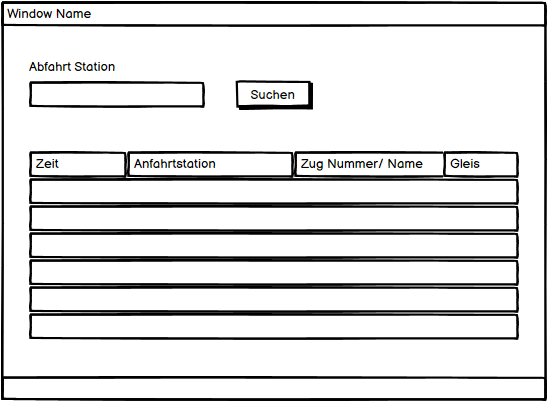 Window Name
Abfahrt Station
Suchen
Zeit Anfahrtstation Zug Nummer/ Name Gleis